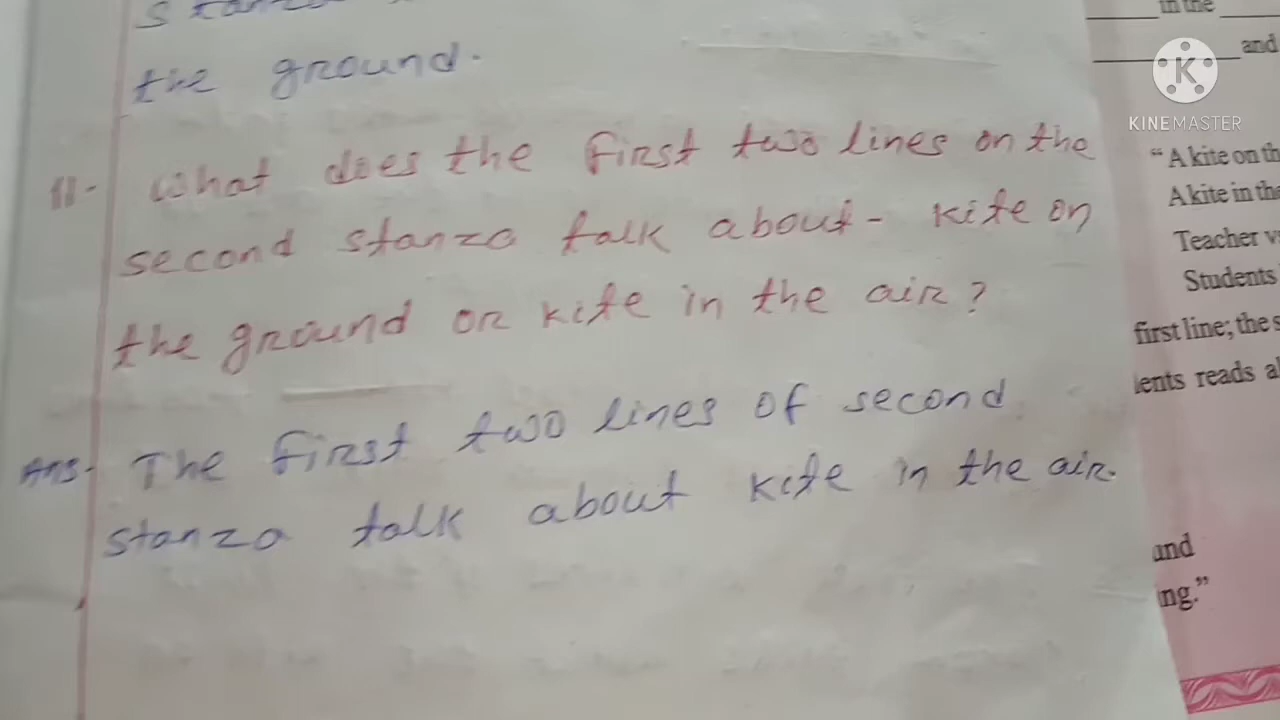 the ground.
11- What does the first two lines on the
second stanza talk about - kite on
the ground or kite in the air?
Ans- The first two lines of second
stanza talk about kite in the air.
in the
and
KINEMASTER
"A kite on th
A kite in tha
Teacher v
Students
first line; the s
lents reads a
and
ng."